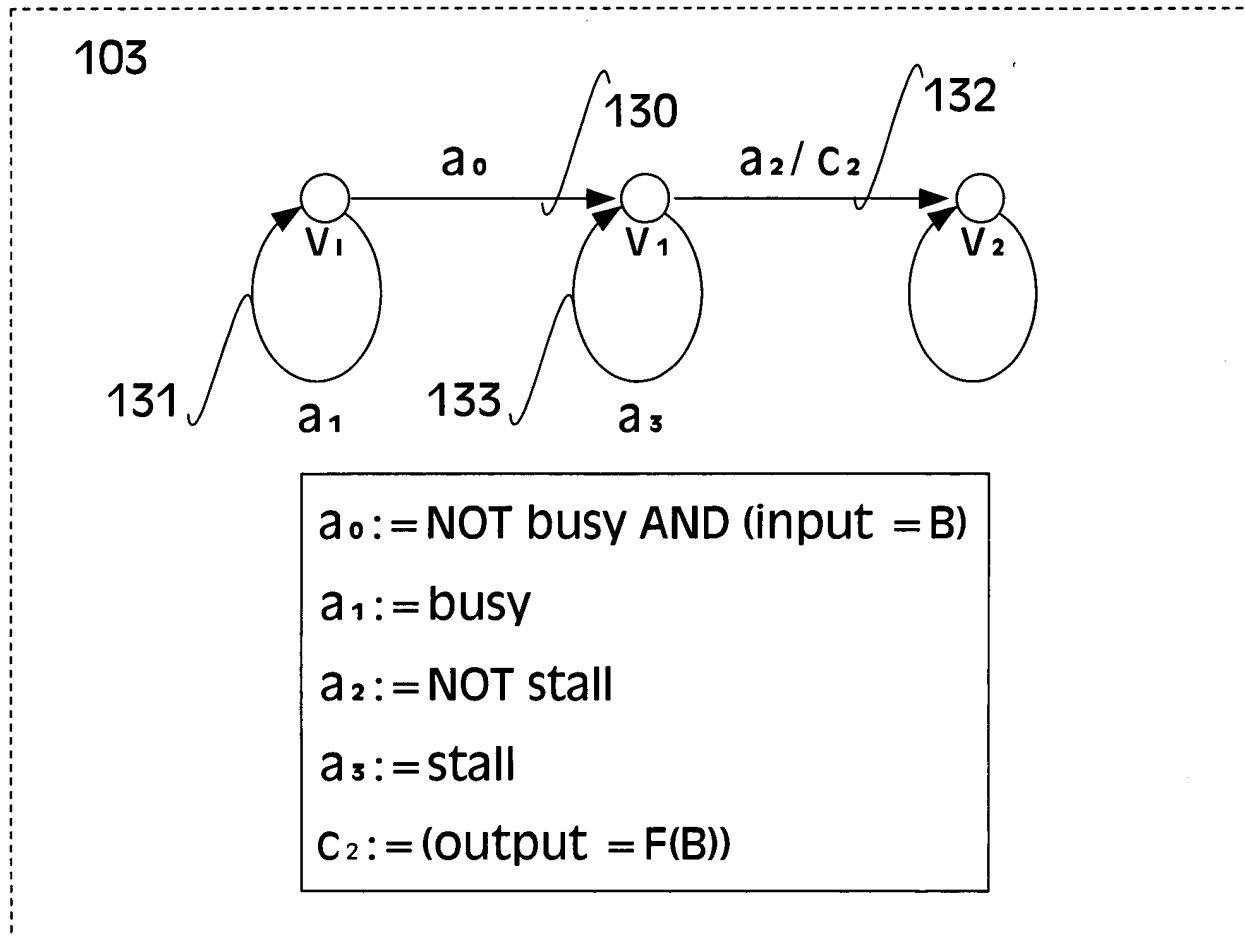 103
130
132
a₀
a₂/ c₂
vI
v₁
v₂
131
133
a₁
a₃
a₀:=NOT busy AND (input =B)
a₁:=busy
a₂:=NOT stall
a₃:=stall
c₂:=(output =F(B))